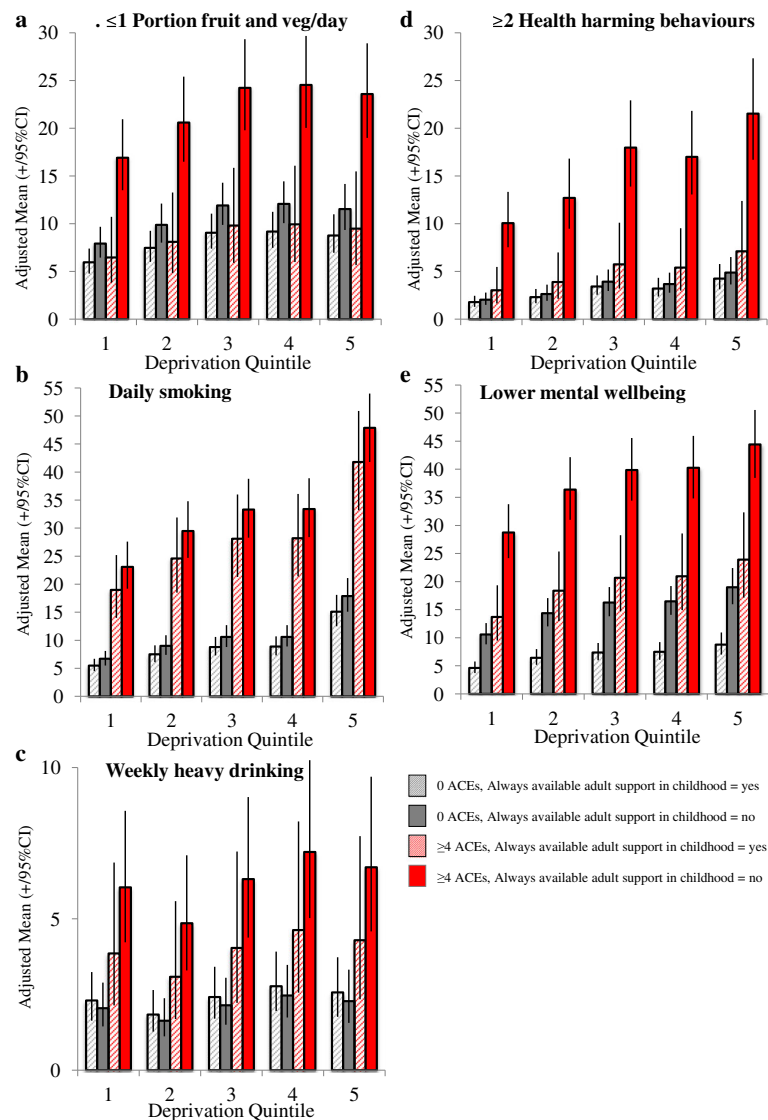 a
. ≤1 Portion fruit and veg/day
Adjusted Mean (+/95%CI)
30
25
20
15
10
5
0
1 2 3 4 5
Deprivation Quintile
b
Daily smoking
Adjusted Mean (+/95%CI)
55
50
45
40
35
30
25
20
15
10
5
0
1 2 3 4 5
Deprivation Quintile
c
Weekly heavy drinking
Adjusted Mean (+/95%CI)
10
5
0
1 2 3 4 5
Deprivation Quintile
d
≥2 Health harming behaviours
Adjusted Mean (+/95%CI)
30
25
20
15
10
5
0
1 2 3 4 5
Deprivation Quintile
e
Lower mental wellbeing
Adjusted Mean (+/95%CI)
55
50
45
40
35
30
25
20
15
10
5
0
1 2 3 4 5
Deprivation Quintile
0 ACEs, Always available adult support in childhood = yes
0 ACEs, Always available adult support in childhood = no
≥4 ACEs, Always available adult support in childhood = yes
≥4 ACEs, Always available adult support in childhood = no